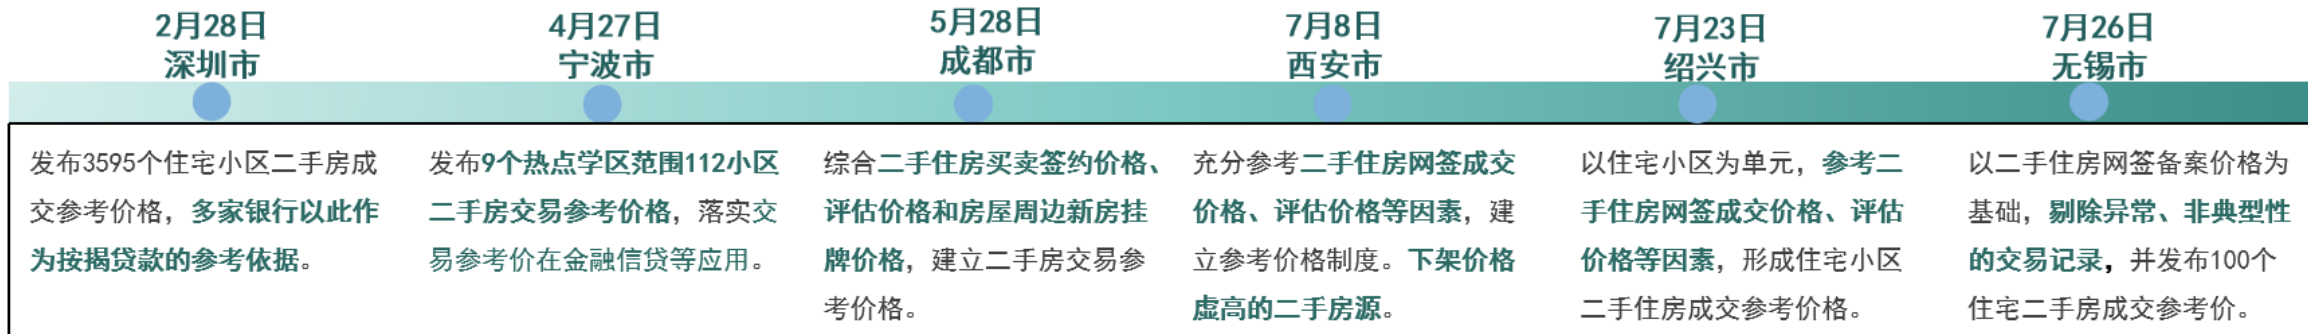 2月28日
深圳市
发布3595个住宅小区二手房成
交参考价格，多家银行以此作
为按揭贷款的参考依据。
4月27日
宁波市
发布9个热点学区范围112小区
二手房交易参考价格，落实交
易参考价在金融信贷等应用。
5月28日
成都市
综合二手住房买卖签约价格、
评估价格和房屋周边新房挂
牌价格，建立二手房交易参
考价格。
7月8日
西安市
充分参考二手住房网签成交
价格、评估价格等因素，建
立参考价格制度。下架价格
虚高的二手房源。
7月23日
绍兴市
以住宅小区为单元，参考二
手住房网签成交价格、评估
价格等因素，形成住宅小区
二手住房成交参考价格。
7月26日
无锡市
以二手住房网签备案价格为
基础，剔除异常、非典型性
的交易记录，并发布100个
住宅二手房成交参考价。